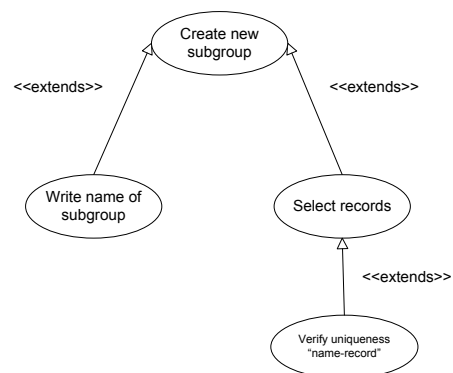 Create new
subgroup
<<extends>>
<<extends>>
Write name of
subgroup
Select records
<<extends>>
Verify uniqueness
“name-record”